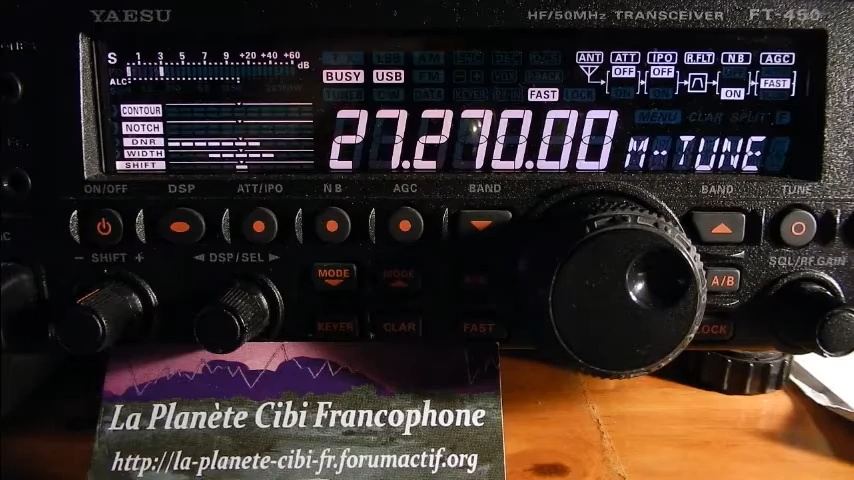 YAESU
HF/50MHz TRANSCEIVER FT-450
S 1 3 5 7 9 +20 +40 +60 dB
ALC
BUSY USB
FAST
ANT ATT IPO R.FLT NB AGC
OFF OFF FAST
ON
MENU CLAR SPLIT F
CONTOUR
NOTCH
DNR
WIDTH
SHIFT
27.270.00 M-TUNE
ON/OFF DSP ATT/IPO NB AGC BAND BAND TUNE
- SHIFT + ◄ DSP/SEL ► SQL/RF GAIN
MODE MODE A/B
KEYER CLAR FAST LOCK
La Planète Cibi Francophone
http://la-planete-cibi-fr.forumactif.org